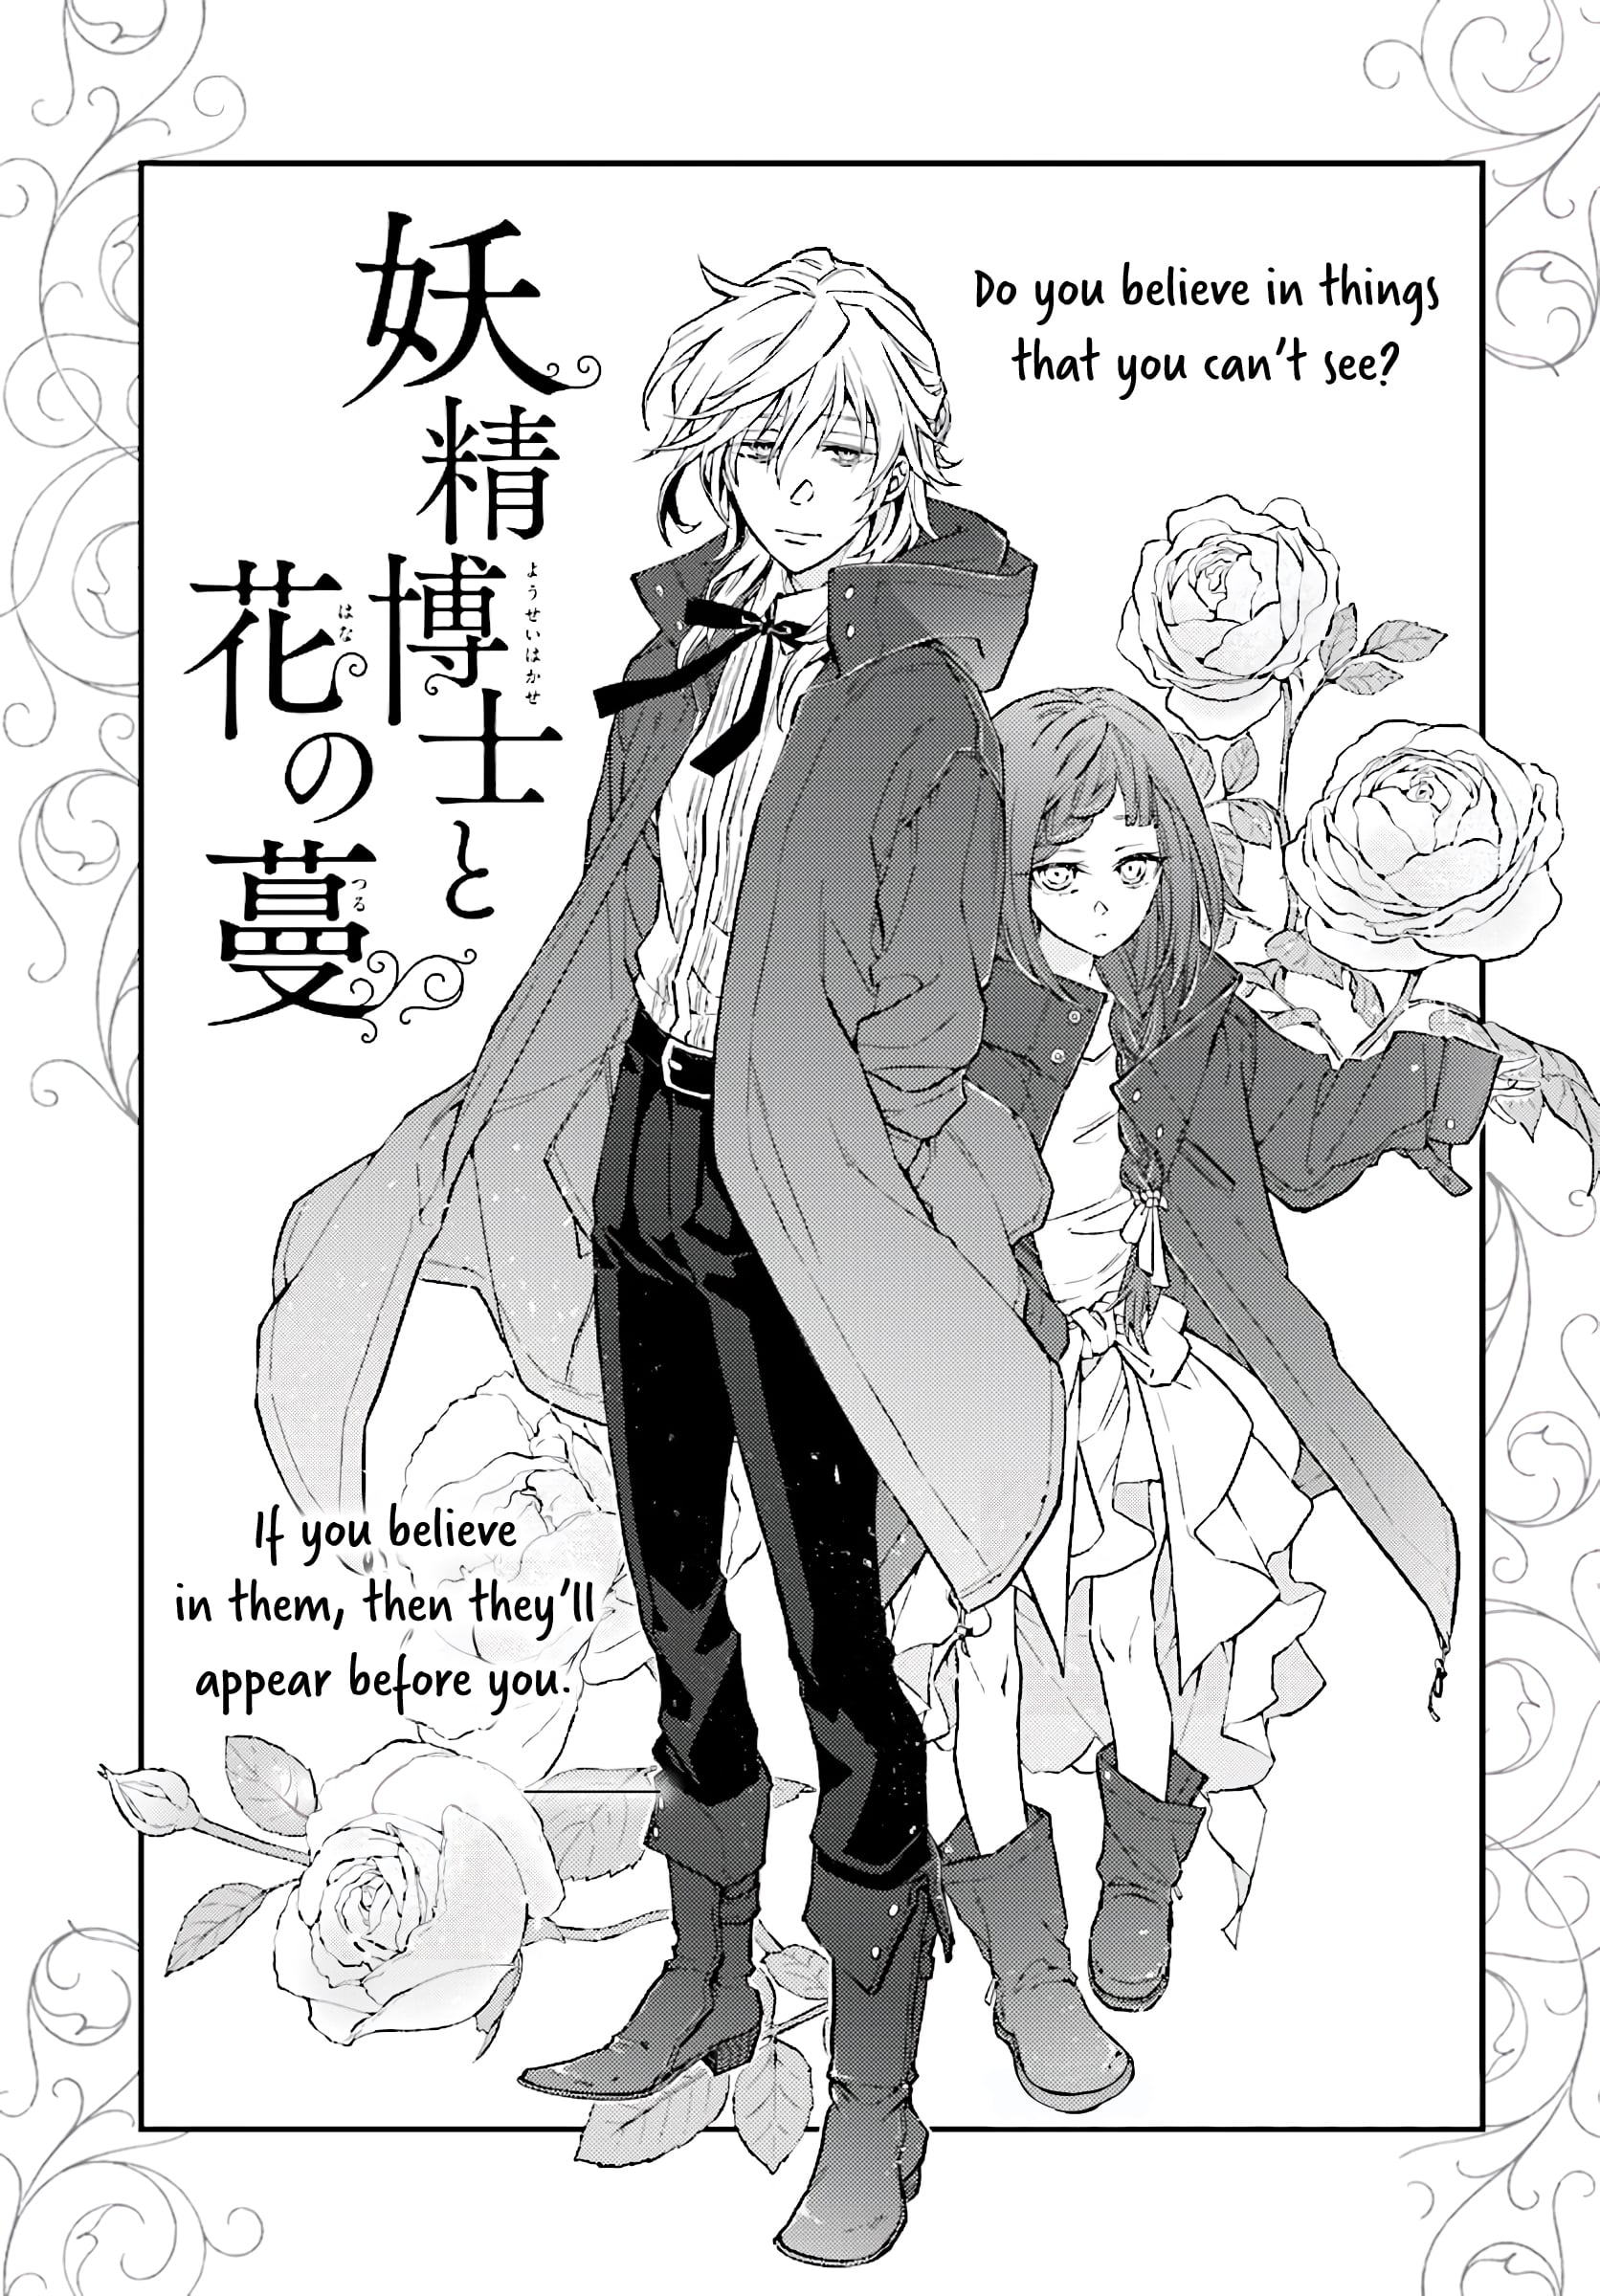 Do you believe in things
that you can't see?
妖精博士と
ようせいはかせ
花の蔓
はな
つる
If you believe
in them, then they'll
appear before you.